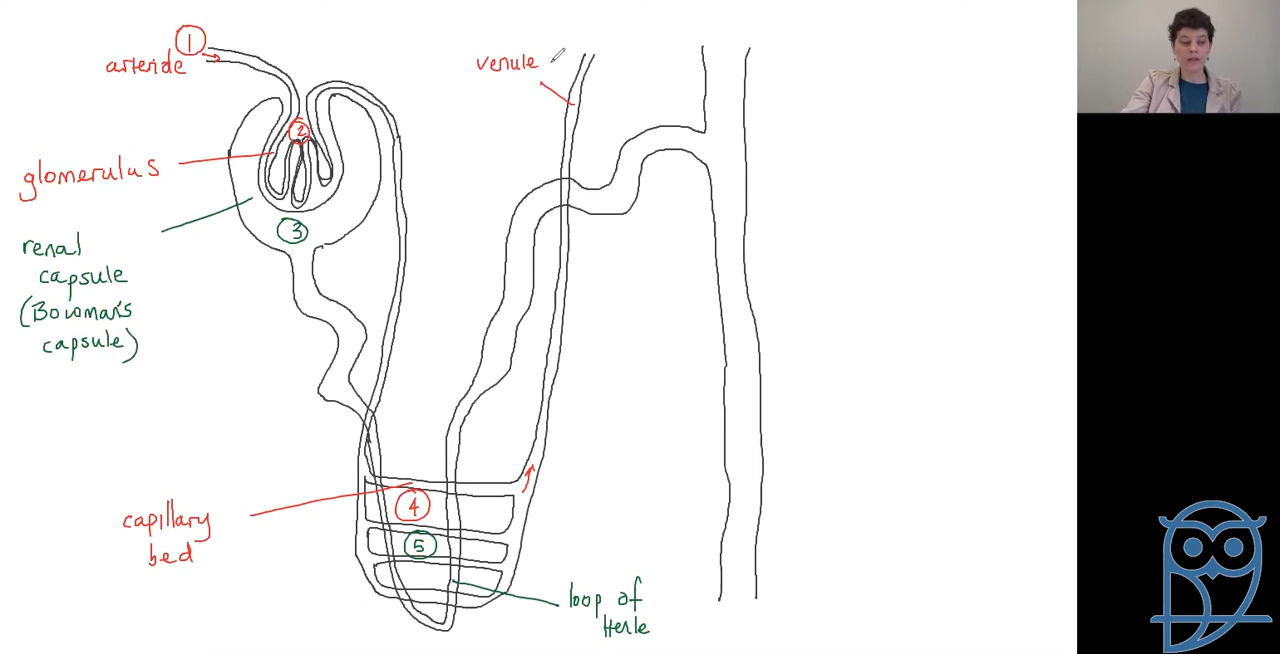 1
arteriole
venule
2
glomerulus
3
renal
capsule
(Bowman's
capsule)
4
capillary
bed
5
loop of
Henle